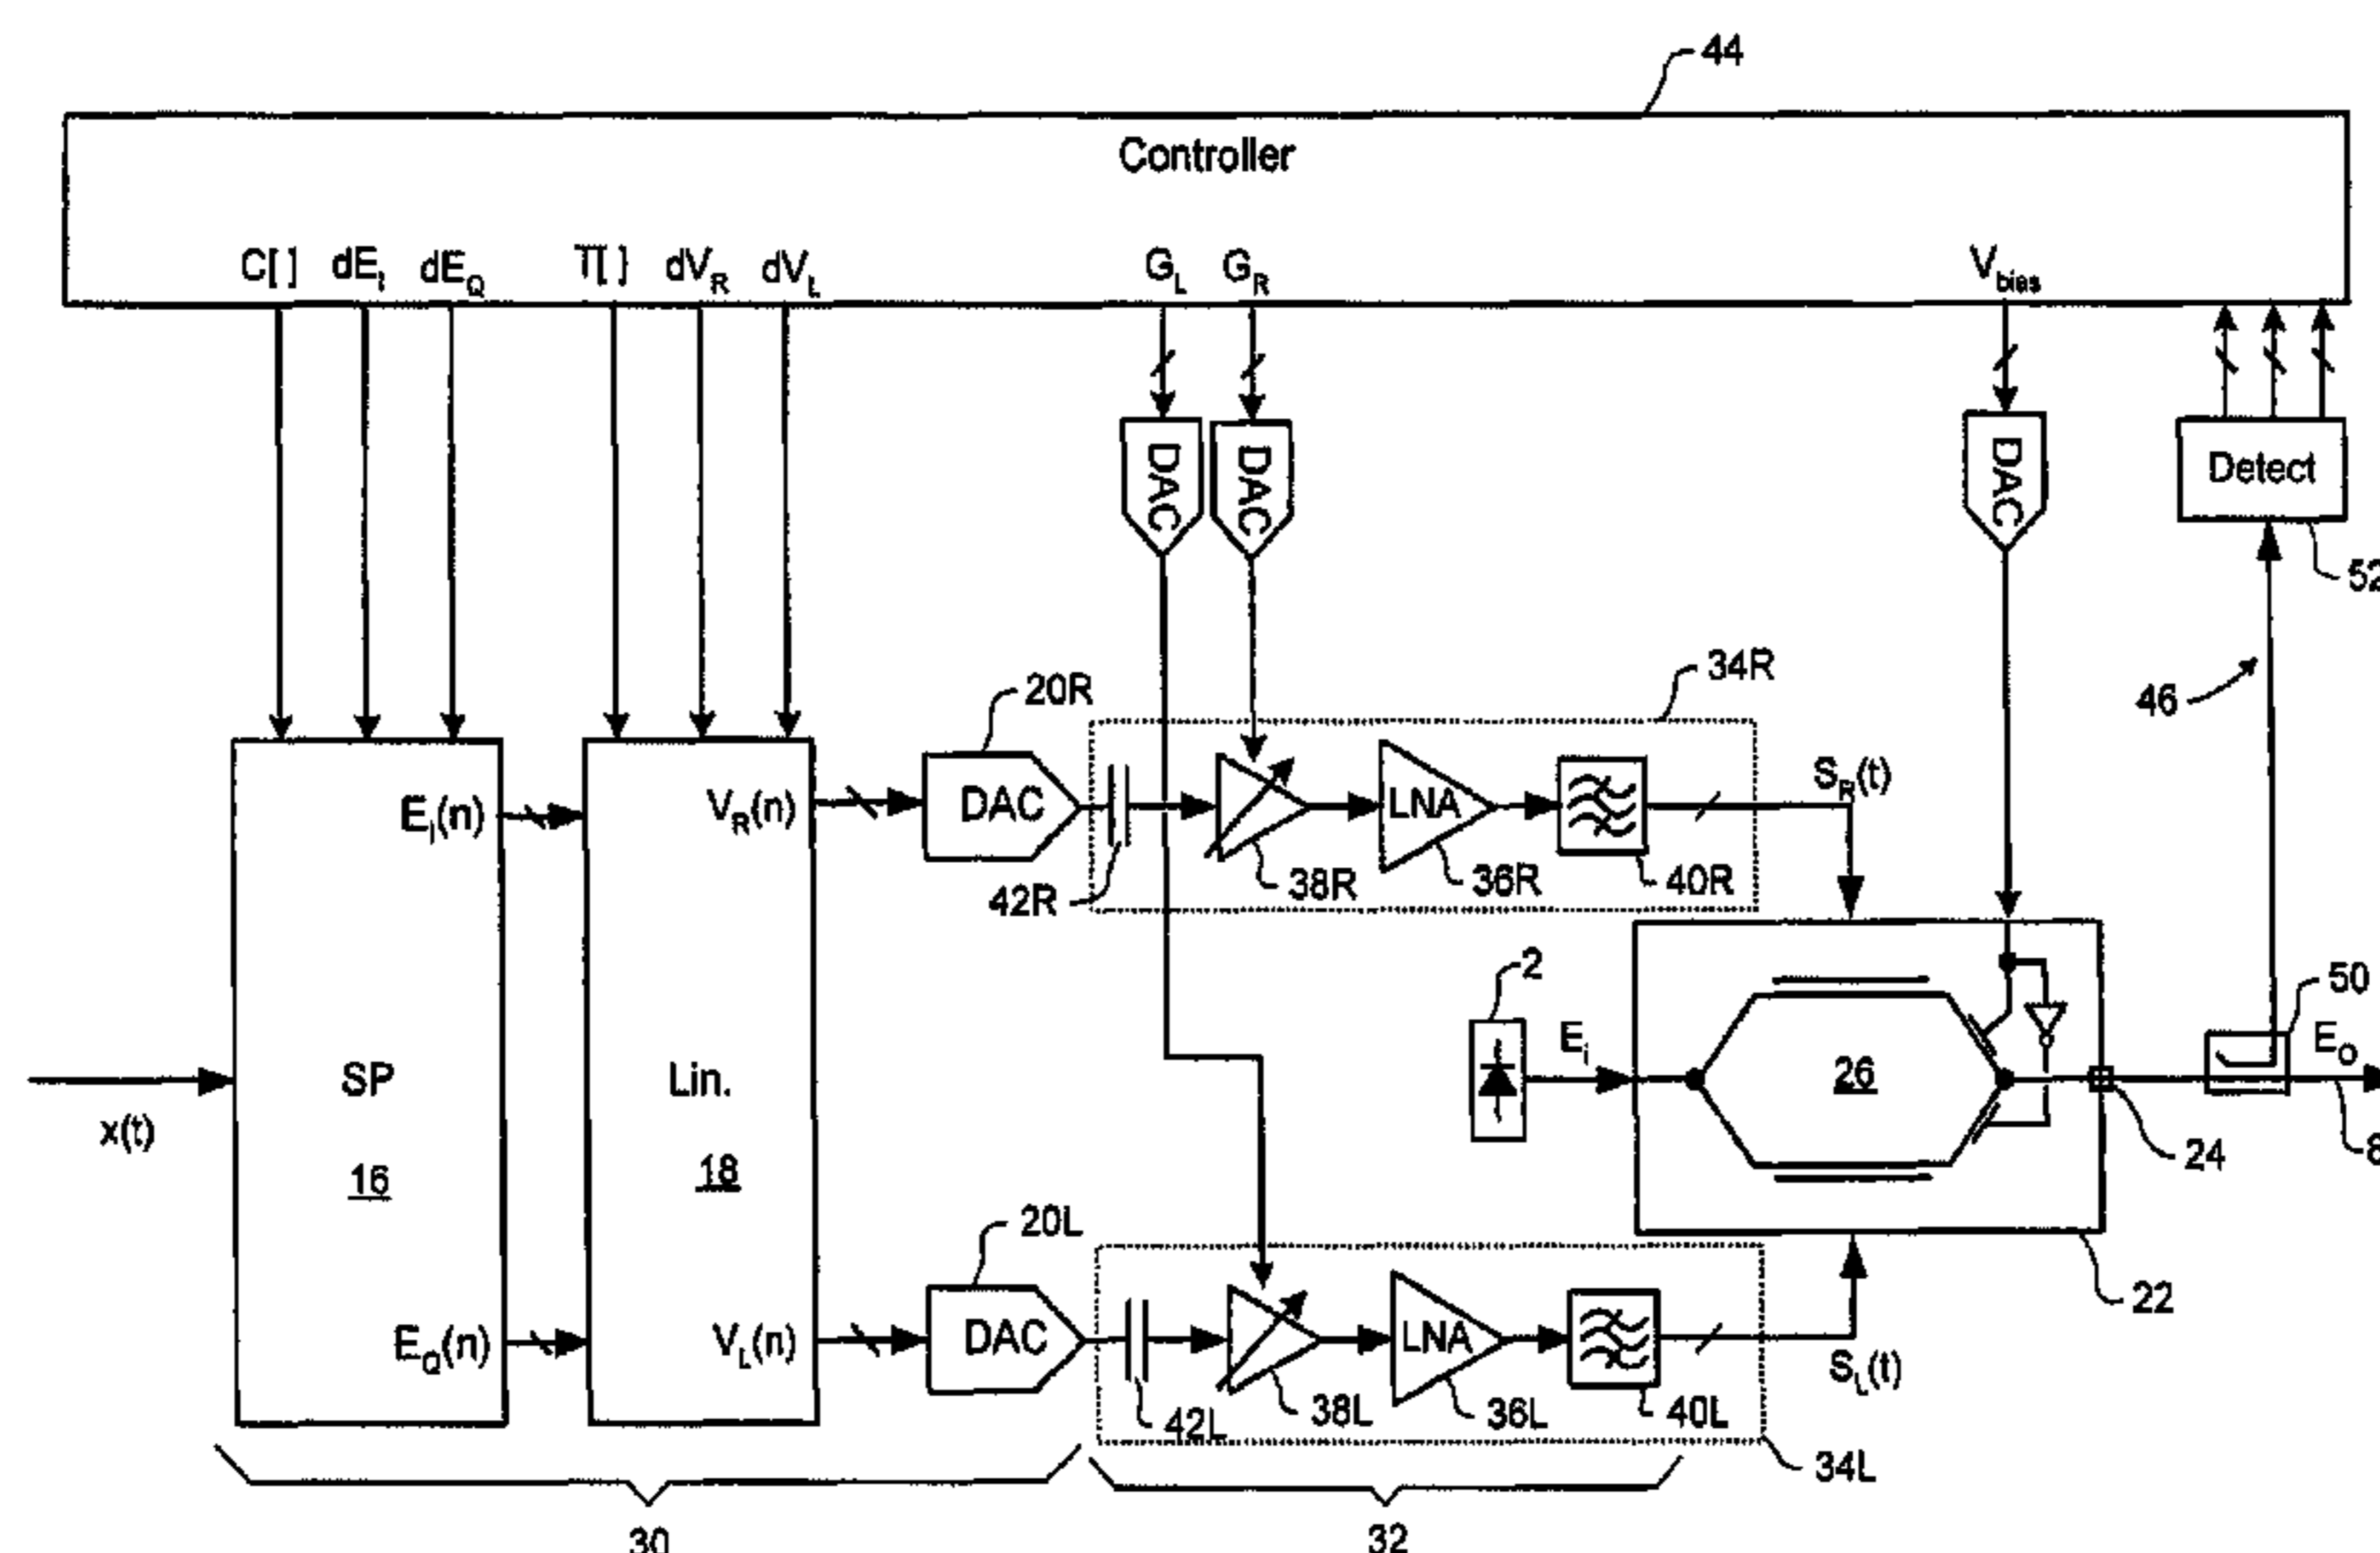 44
Controller
C[ ] dE_I dE_Q T[ ] dV_R dV_L G_L G_R V_bias
DAC DAC DAC Detect
52
46
20R 34R
E_I(n) V_R(n) DAC LNA S_R(t)
42R 38R 36R 40R
2 50
E_i E_O
SP Lin. 26
x(t)
16 18 24 8
20L 22
E_Q(n) V_L(n) DAC LNA S_L(t)
42L 38L 36L 40L
34L
30 32